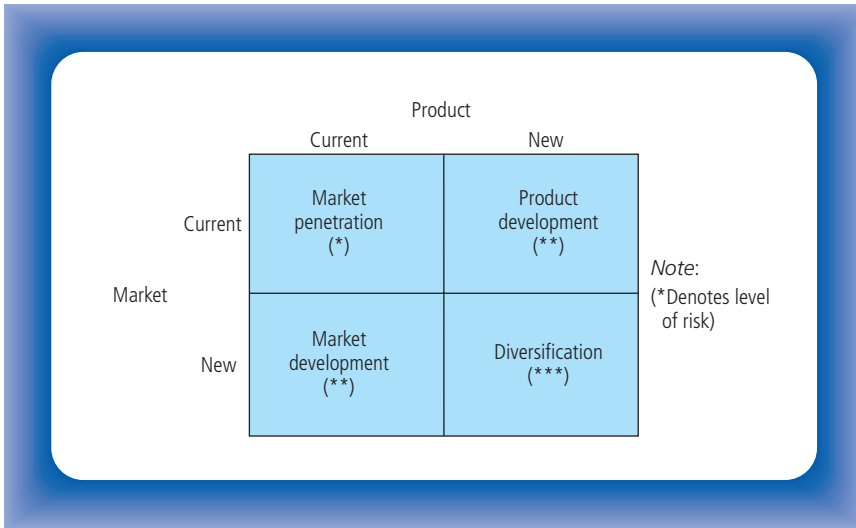 Product
Current New
Market
penetration
(*)
Product
development
(**)
Current
Note:
(*Denotes level
of risk)
Market
Market
development
(**)
Diversification
(***)
New